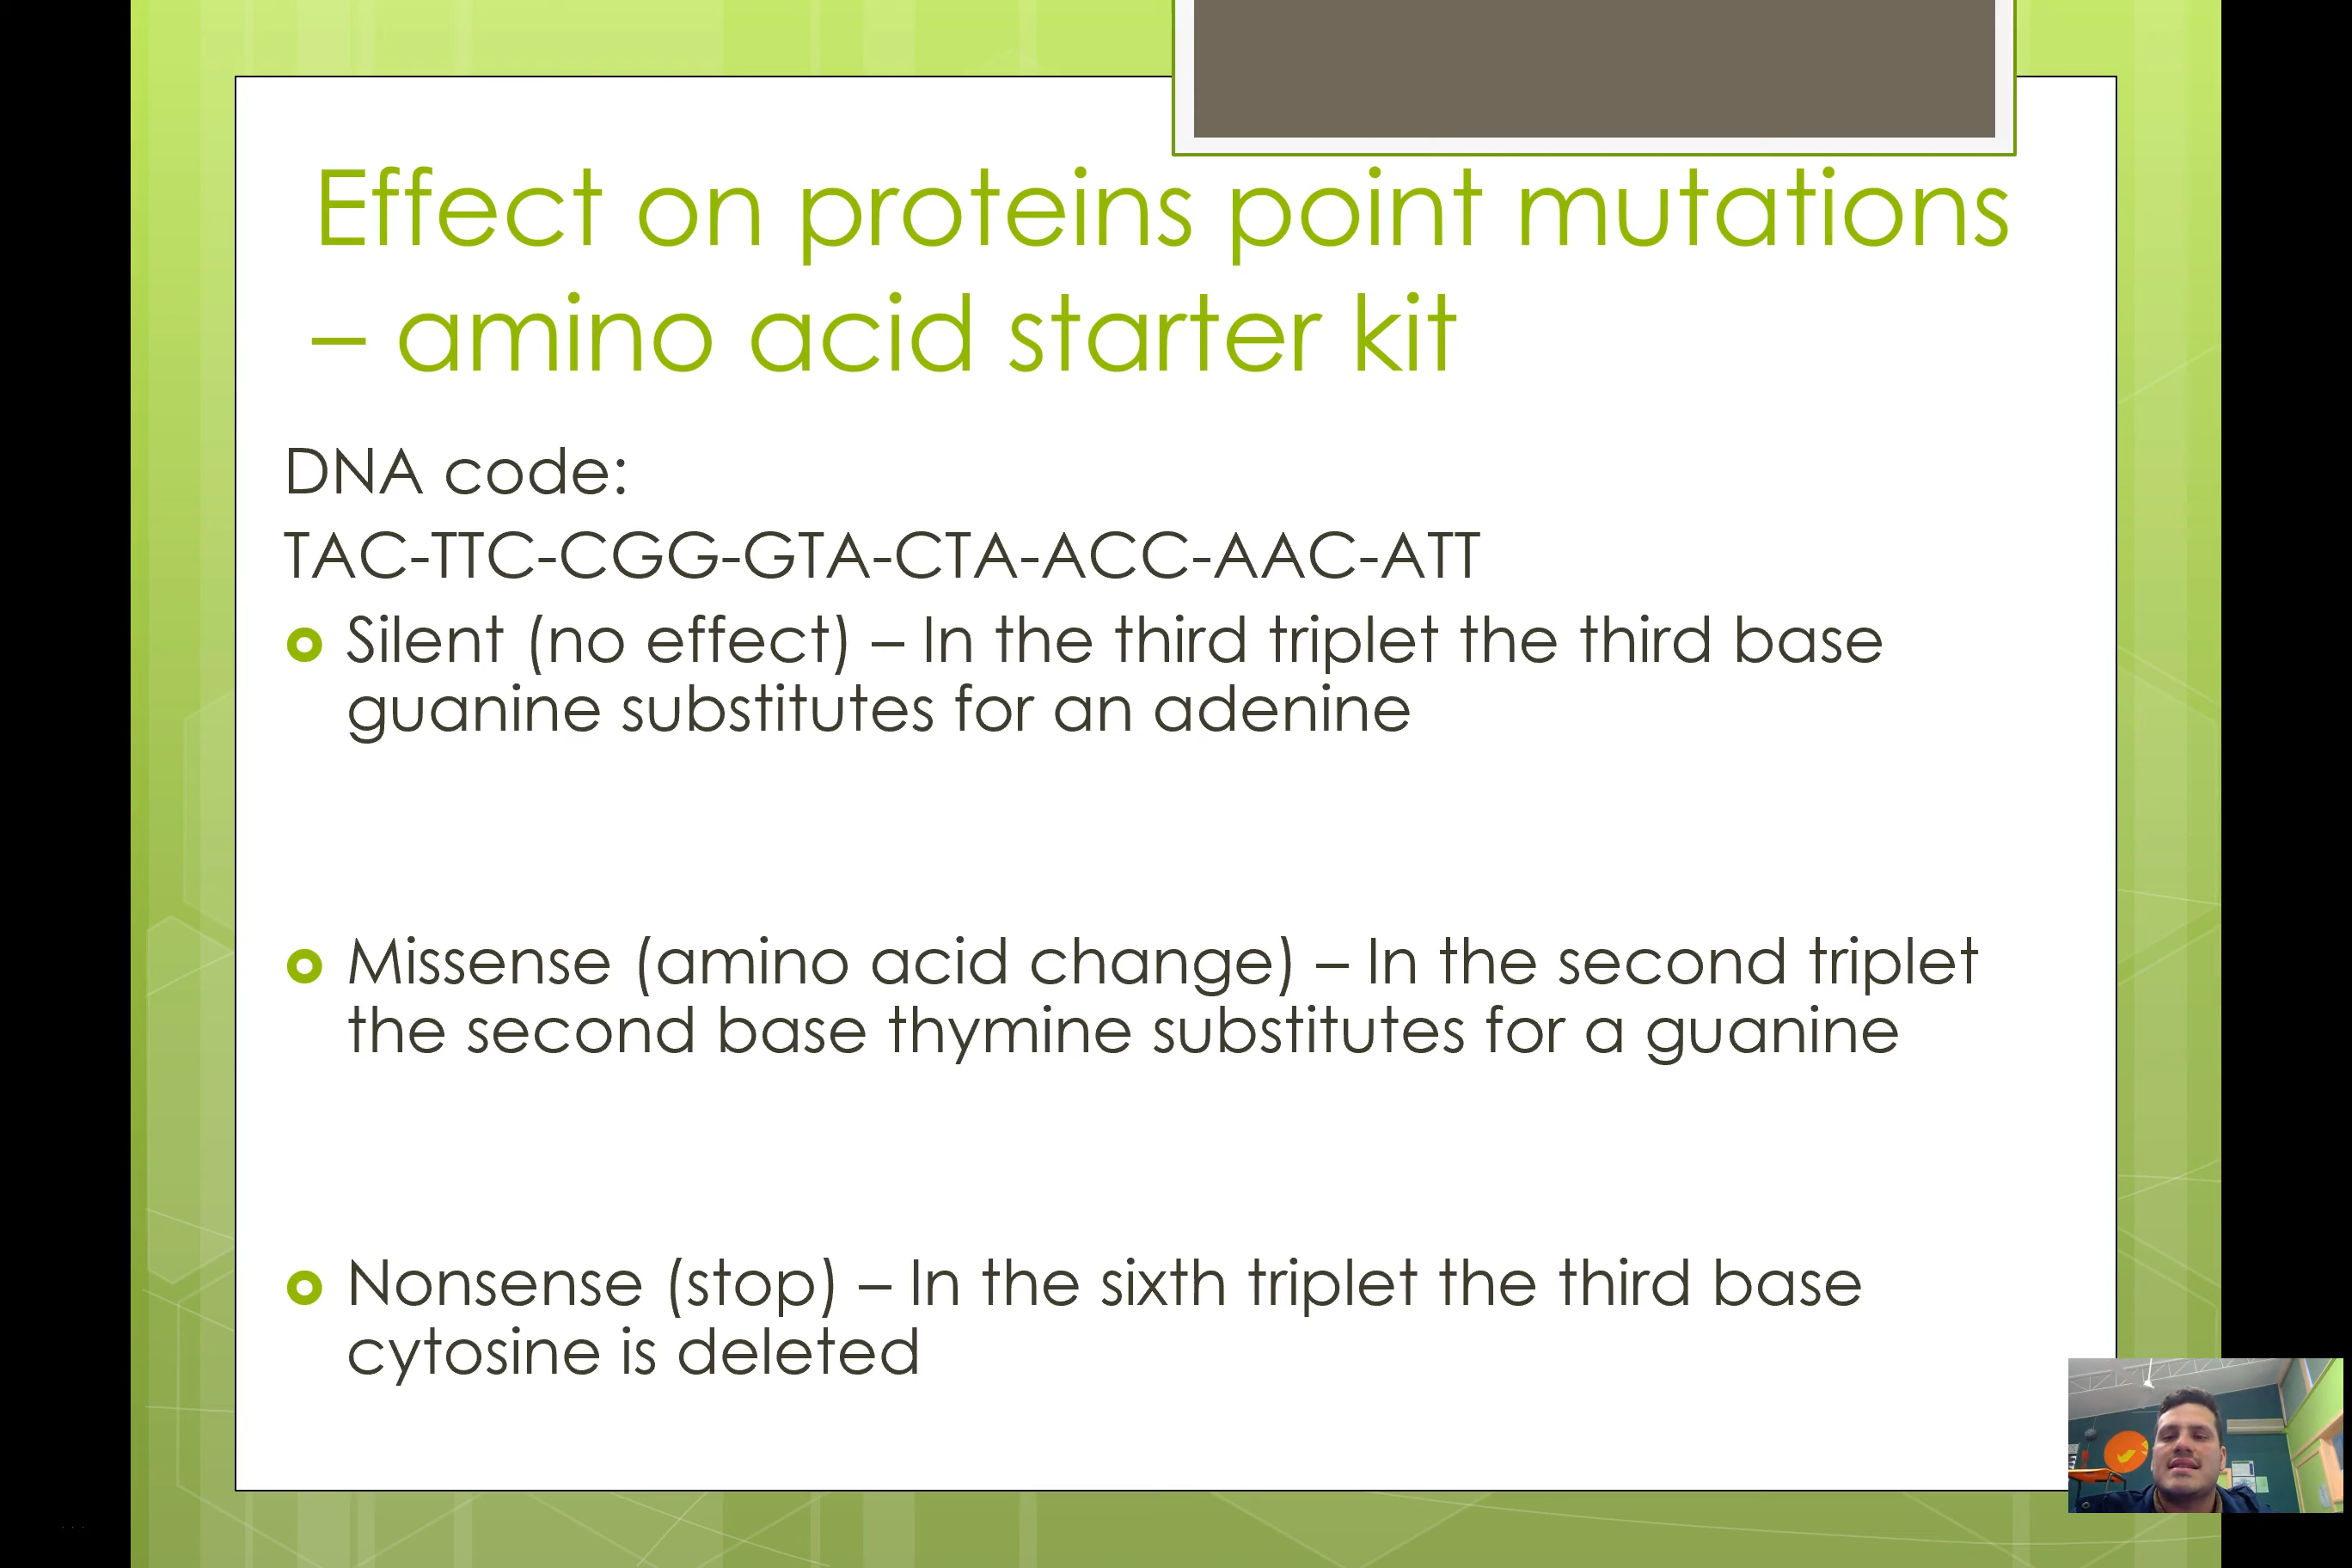 Effect on proteins point mutations
– amino acid starter kit
DNA code:
TAC-TTC-CGG-GTA-CTA-ACC-AAC-ATT
Silent (no effect) – In the third triplet the third base
guanine substitutes for an adenine
Missense (amino acid change) – In the second triplet
the second base thymine substitutes for a guanine
Nonsense (stop) – In the sixth triplet the third base
cytosine is deleted